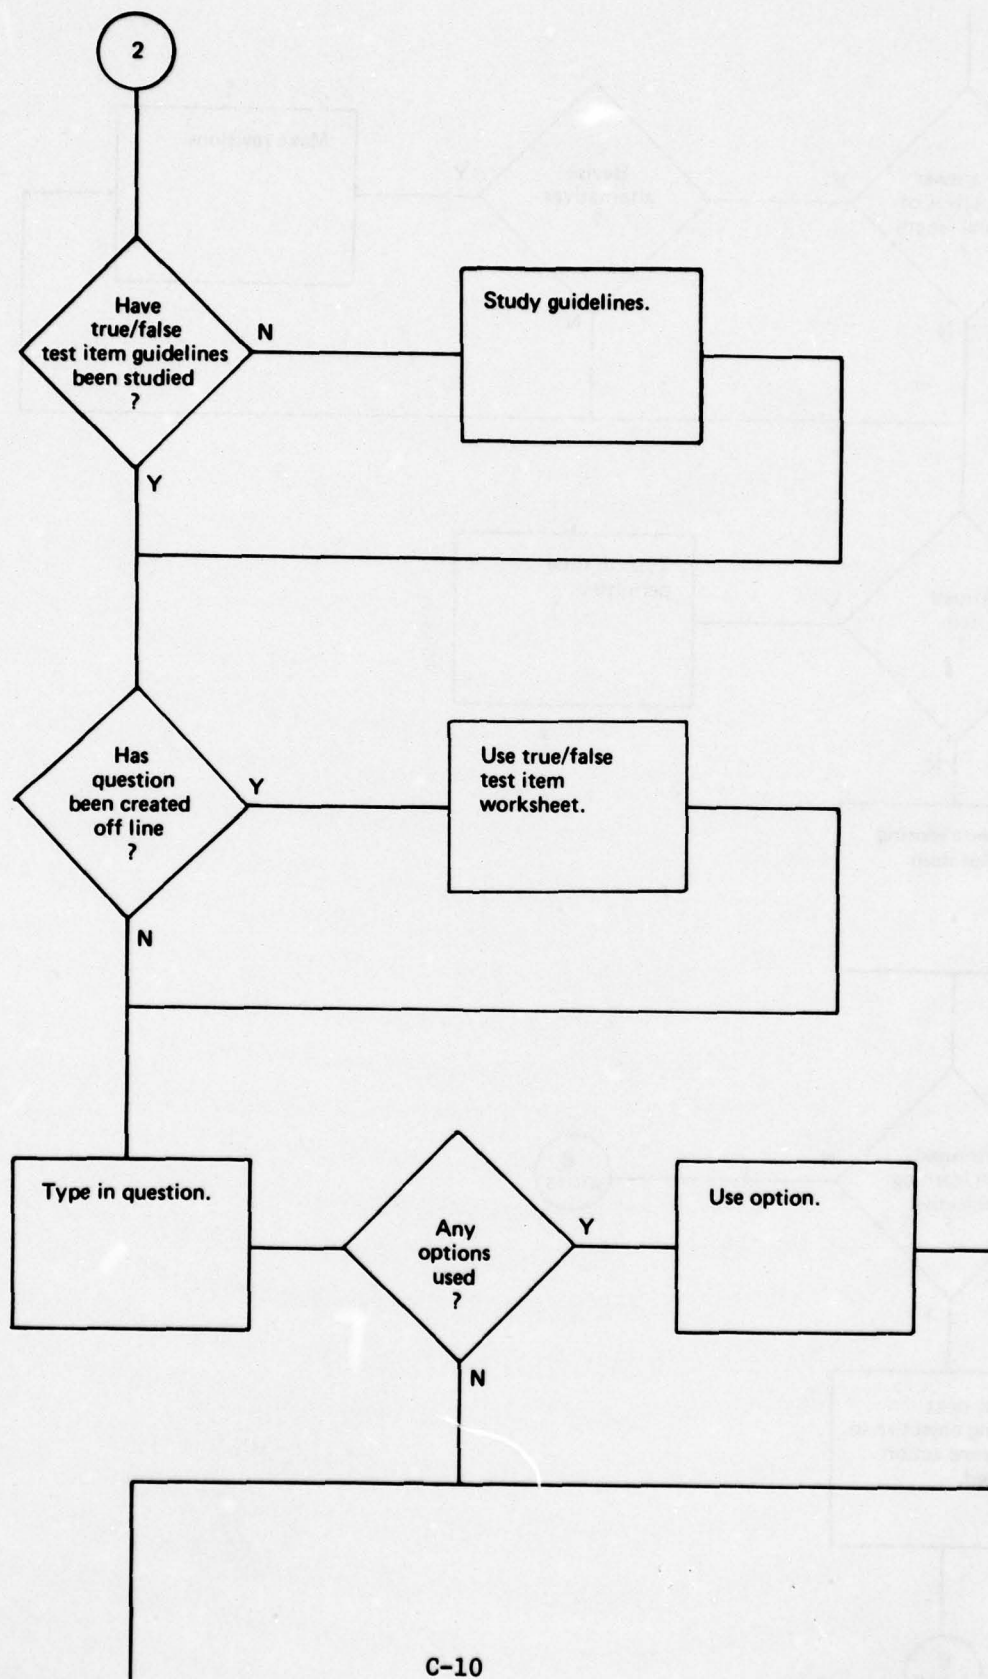 2
Have
true/false
test item guidelines
been studied
?
N
Study guidelines.
Y
Has
question
been created
off line
?
Y
Use true/false
test item
worksheet.
N
Type in question.
Any
options
used
?
Y
Use option.
N
C-10